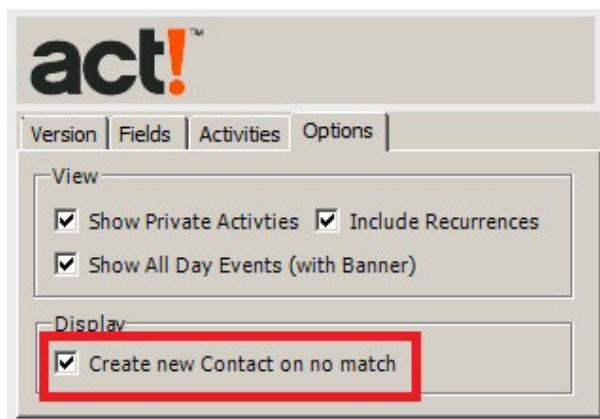 act!™
Version Fields Activities Options
View
Show Private Activties Include Recurrences
Show All Day Events (with Banner)
Display
Create new Contact on no match